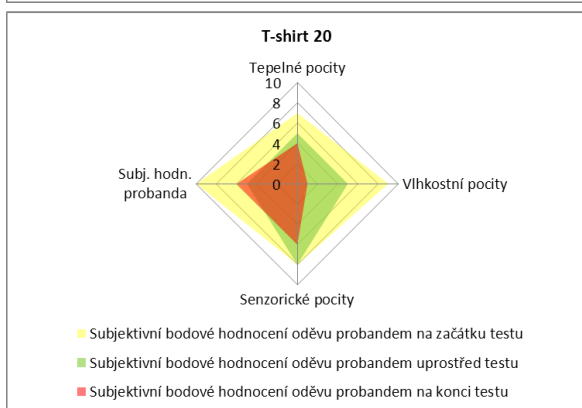 T-shirt 20
Tepelné pocity
10
8
6
4
2
0
Subj. hodn.
probanda
Vlhkostní pocity
Senzorické pocity
Subjektivní bodové hodnocení oděvu probandem na začátku testu
Subjektivní bodové hodnocení oděvu probandem uprostřed testu
Subjektivní bodové hodnocení oděvu probandem na konci testu